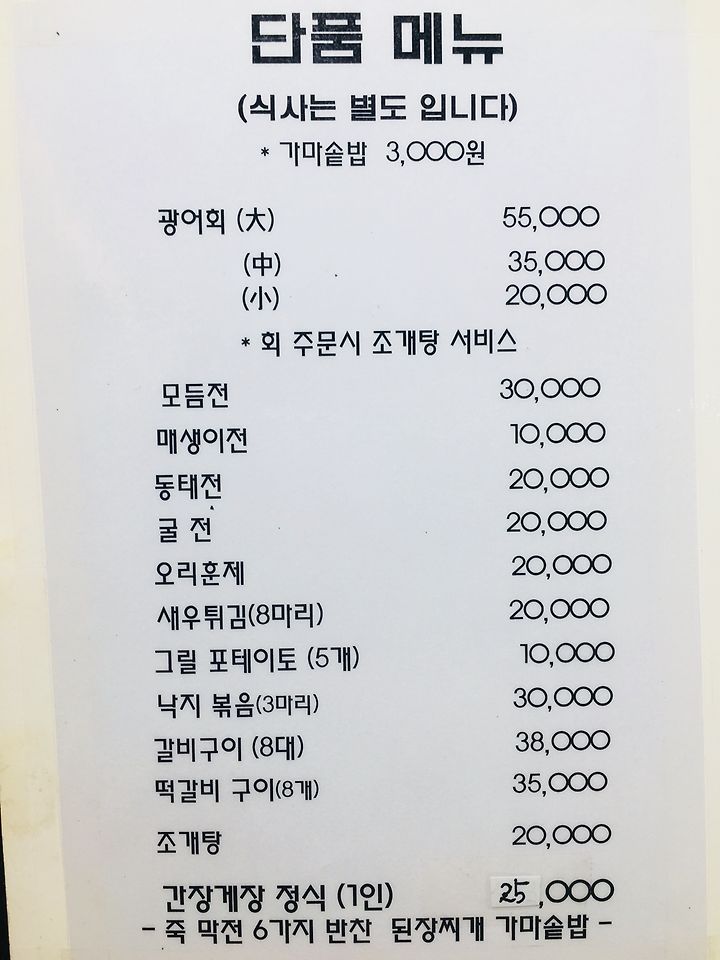 단품 메뉴
(식사는 별도 입니다)
* 가마솥밥 3,000원
광어회 (大) 55,000
(中) 35,000
(小) 20,000
* 회 주문시 조개탕 서비스
모듬전 30,000
매생이전 10,000
동태전 20,000
굴 전 20,000
오리훈제 20,000
새우튀김(8마리) 20,000
그릴 포테이토 (5개) 10,000
낙지 볶음(3마리) 30,000
갈비구이 (8대) 38,000
떡갈비 구이(8개) 35,000
조개탕 20,000
간장게장 정식 (1인) 25,000
- 죽 막전 6가지 반찬 된장찌개 가마솥밥 -